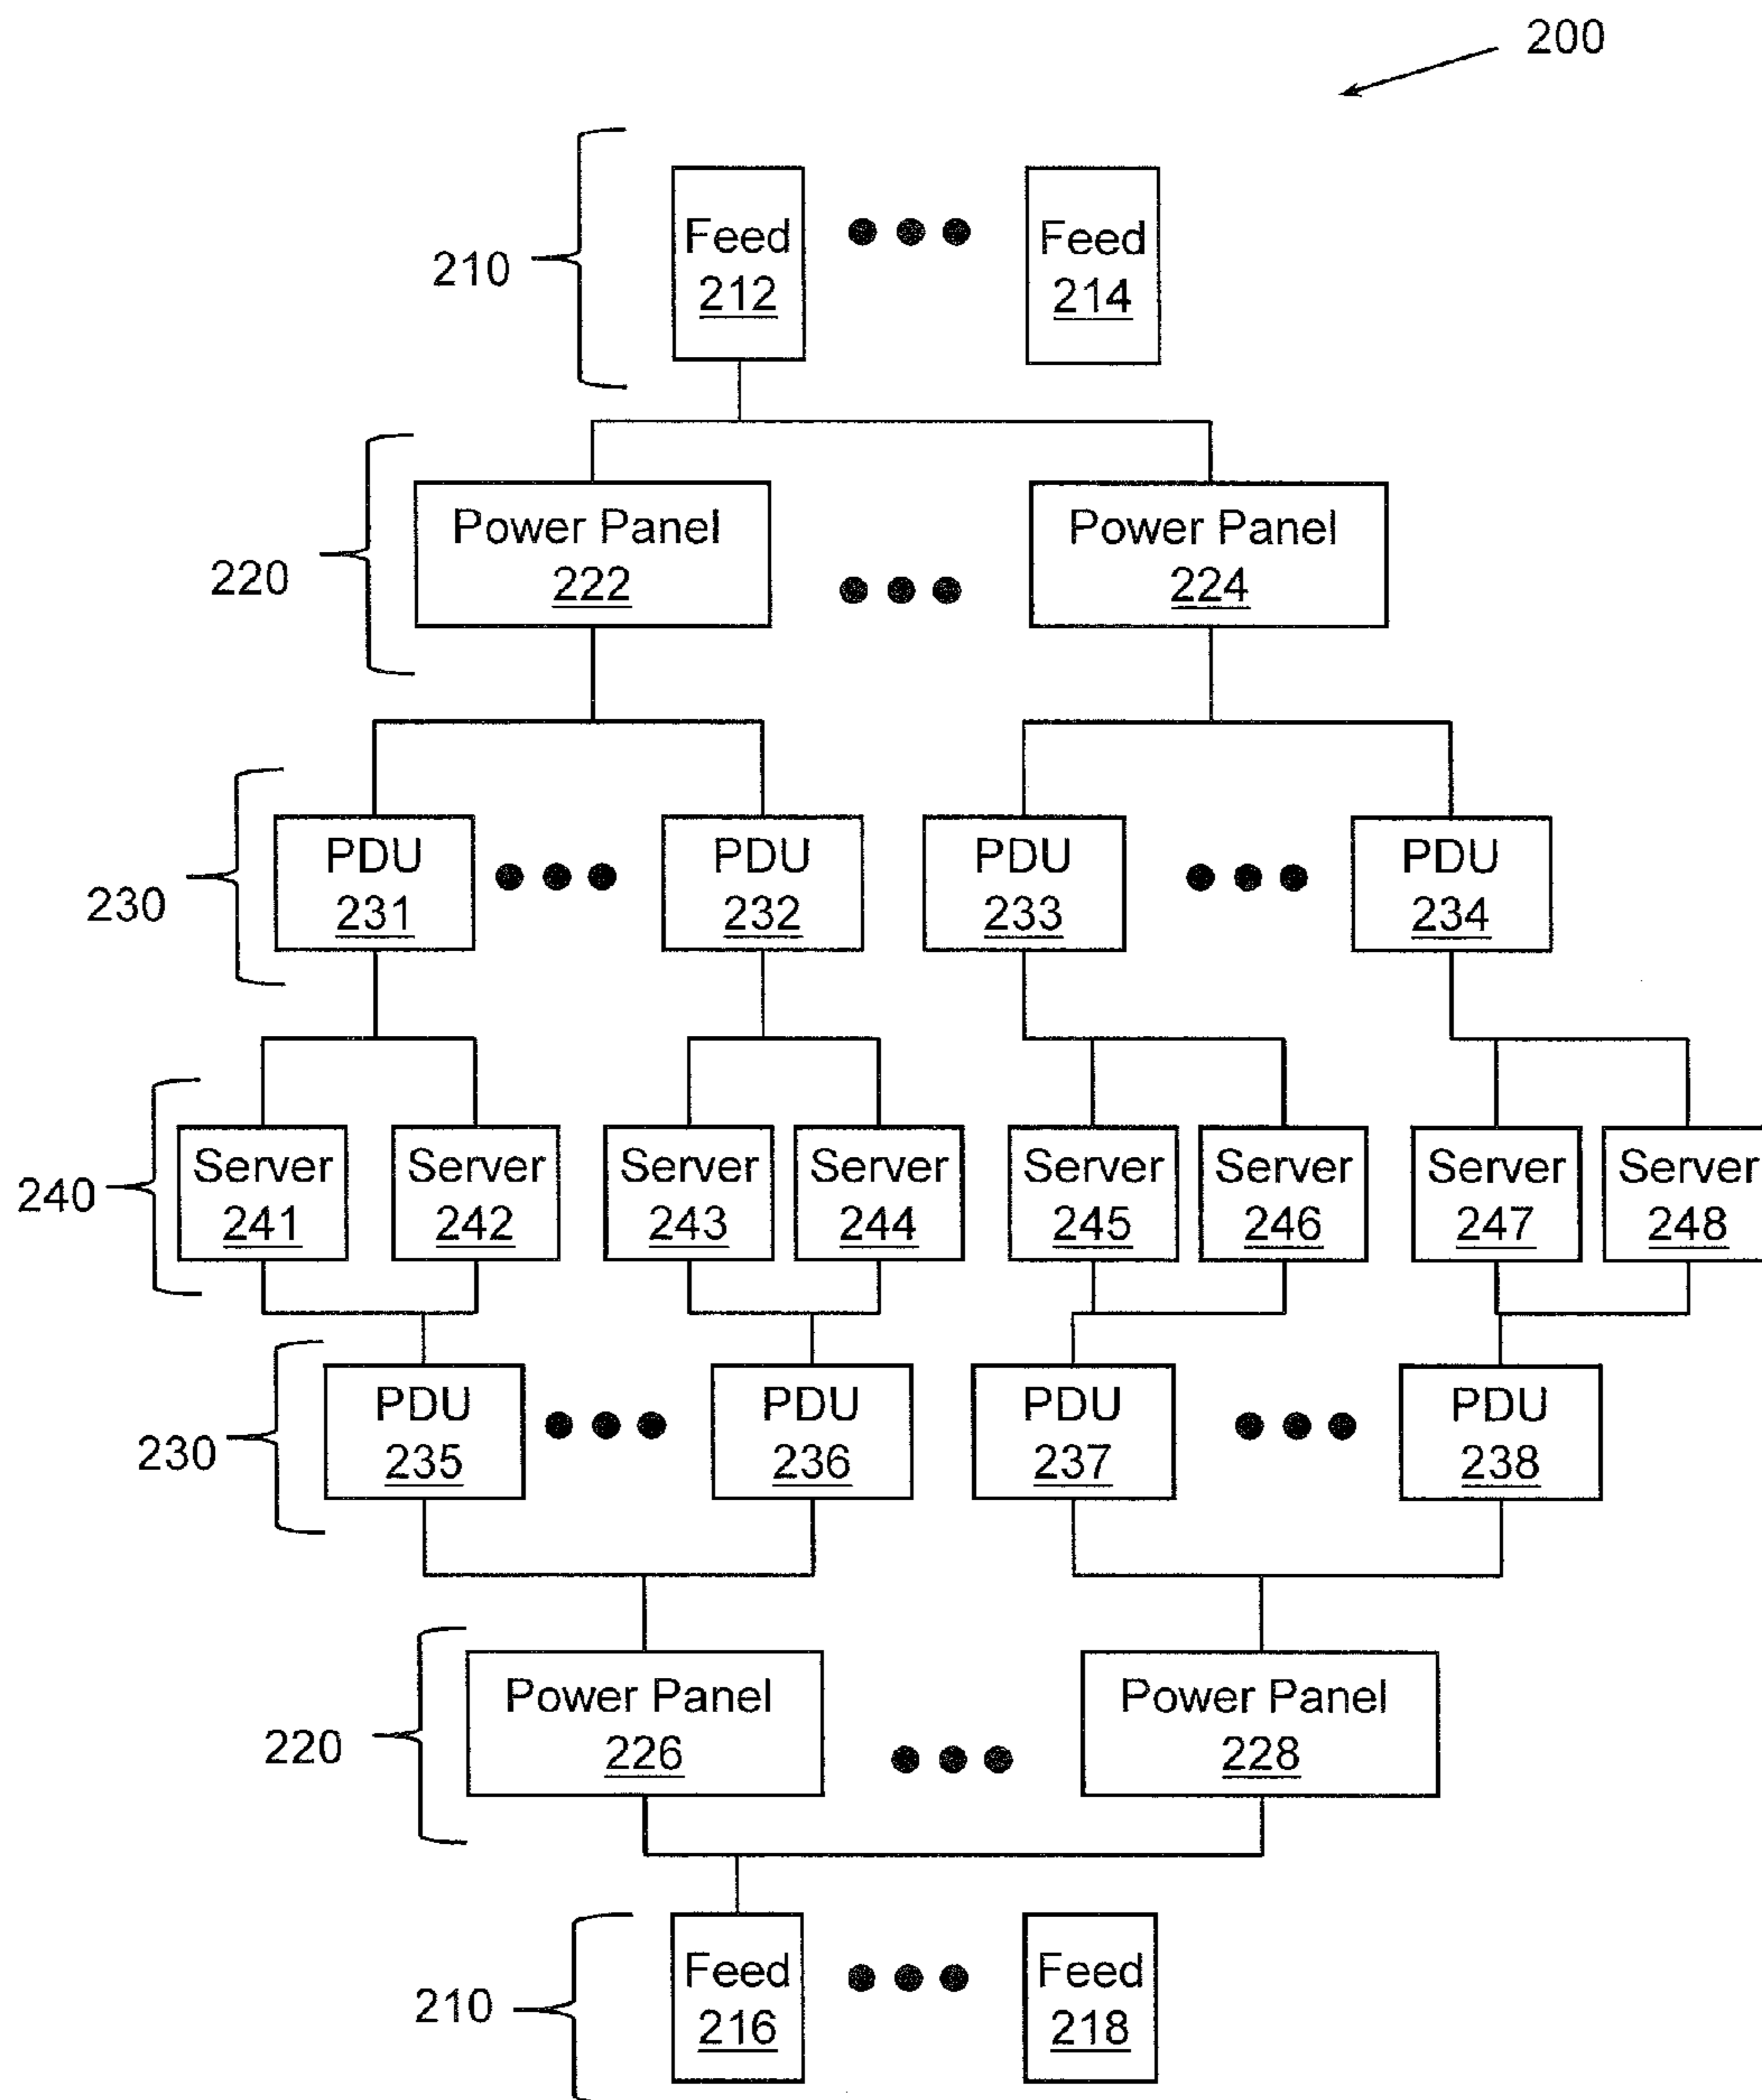 200
Feed
212
Feed
214
210
Power Panel
222
Power Panel
224
220
PDU
231
PDU
232
PDU
233
PDU
234
230
Server
241
Server
242
Server
243
Server
244
Server
245
Server
246
Server
247
Server
248
240
PDU
235
PDU
236
PDU
237
PDU
238
230
Power Panel
226
Power Panel
228
220
Feed
216
Feed
218
210